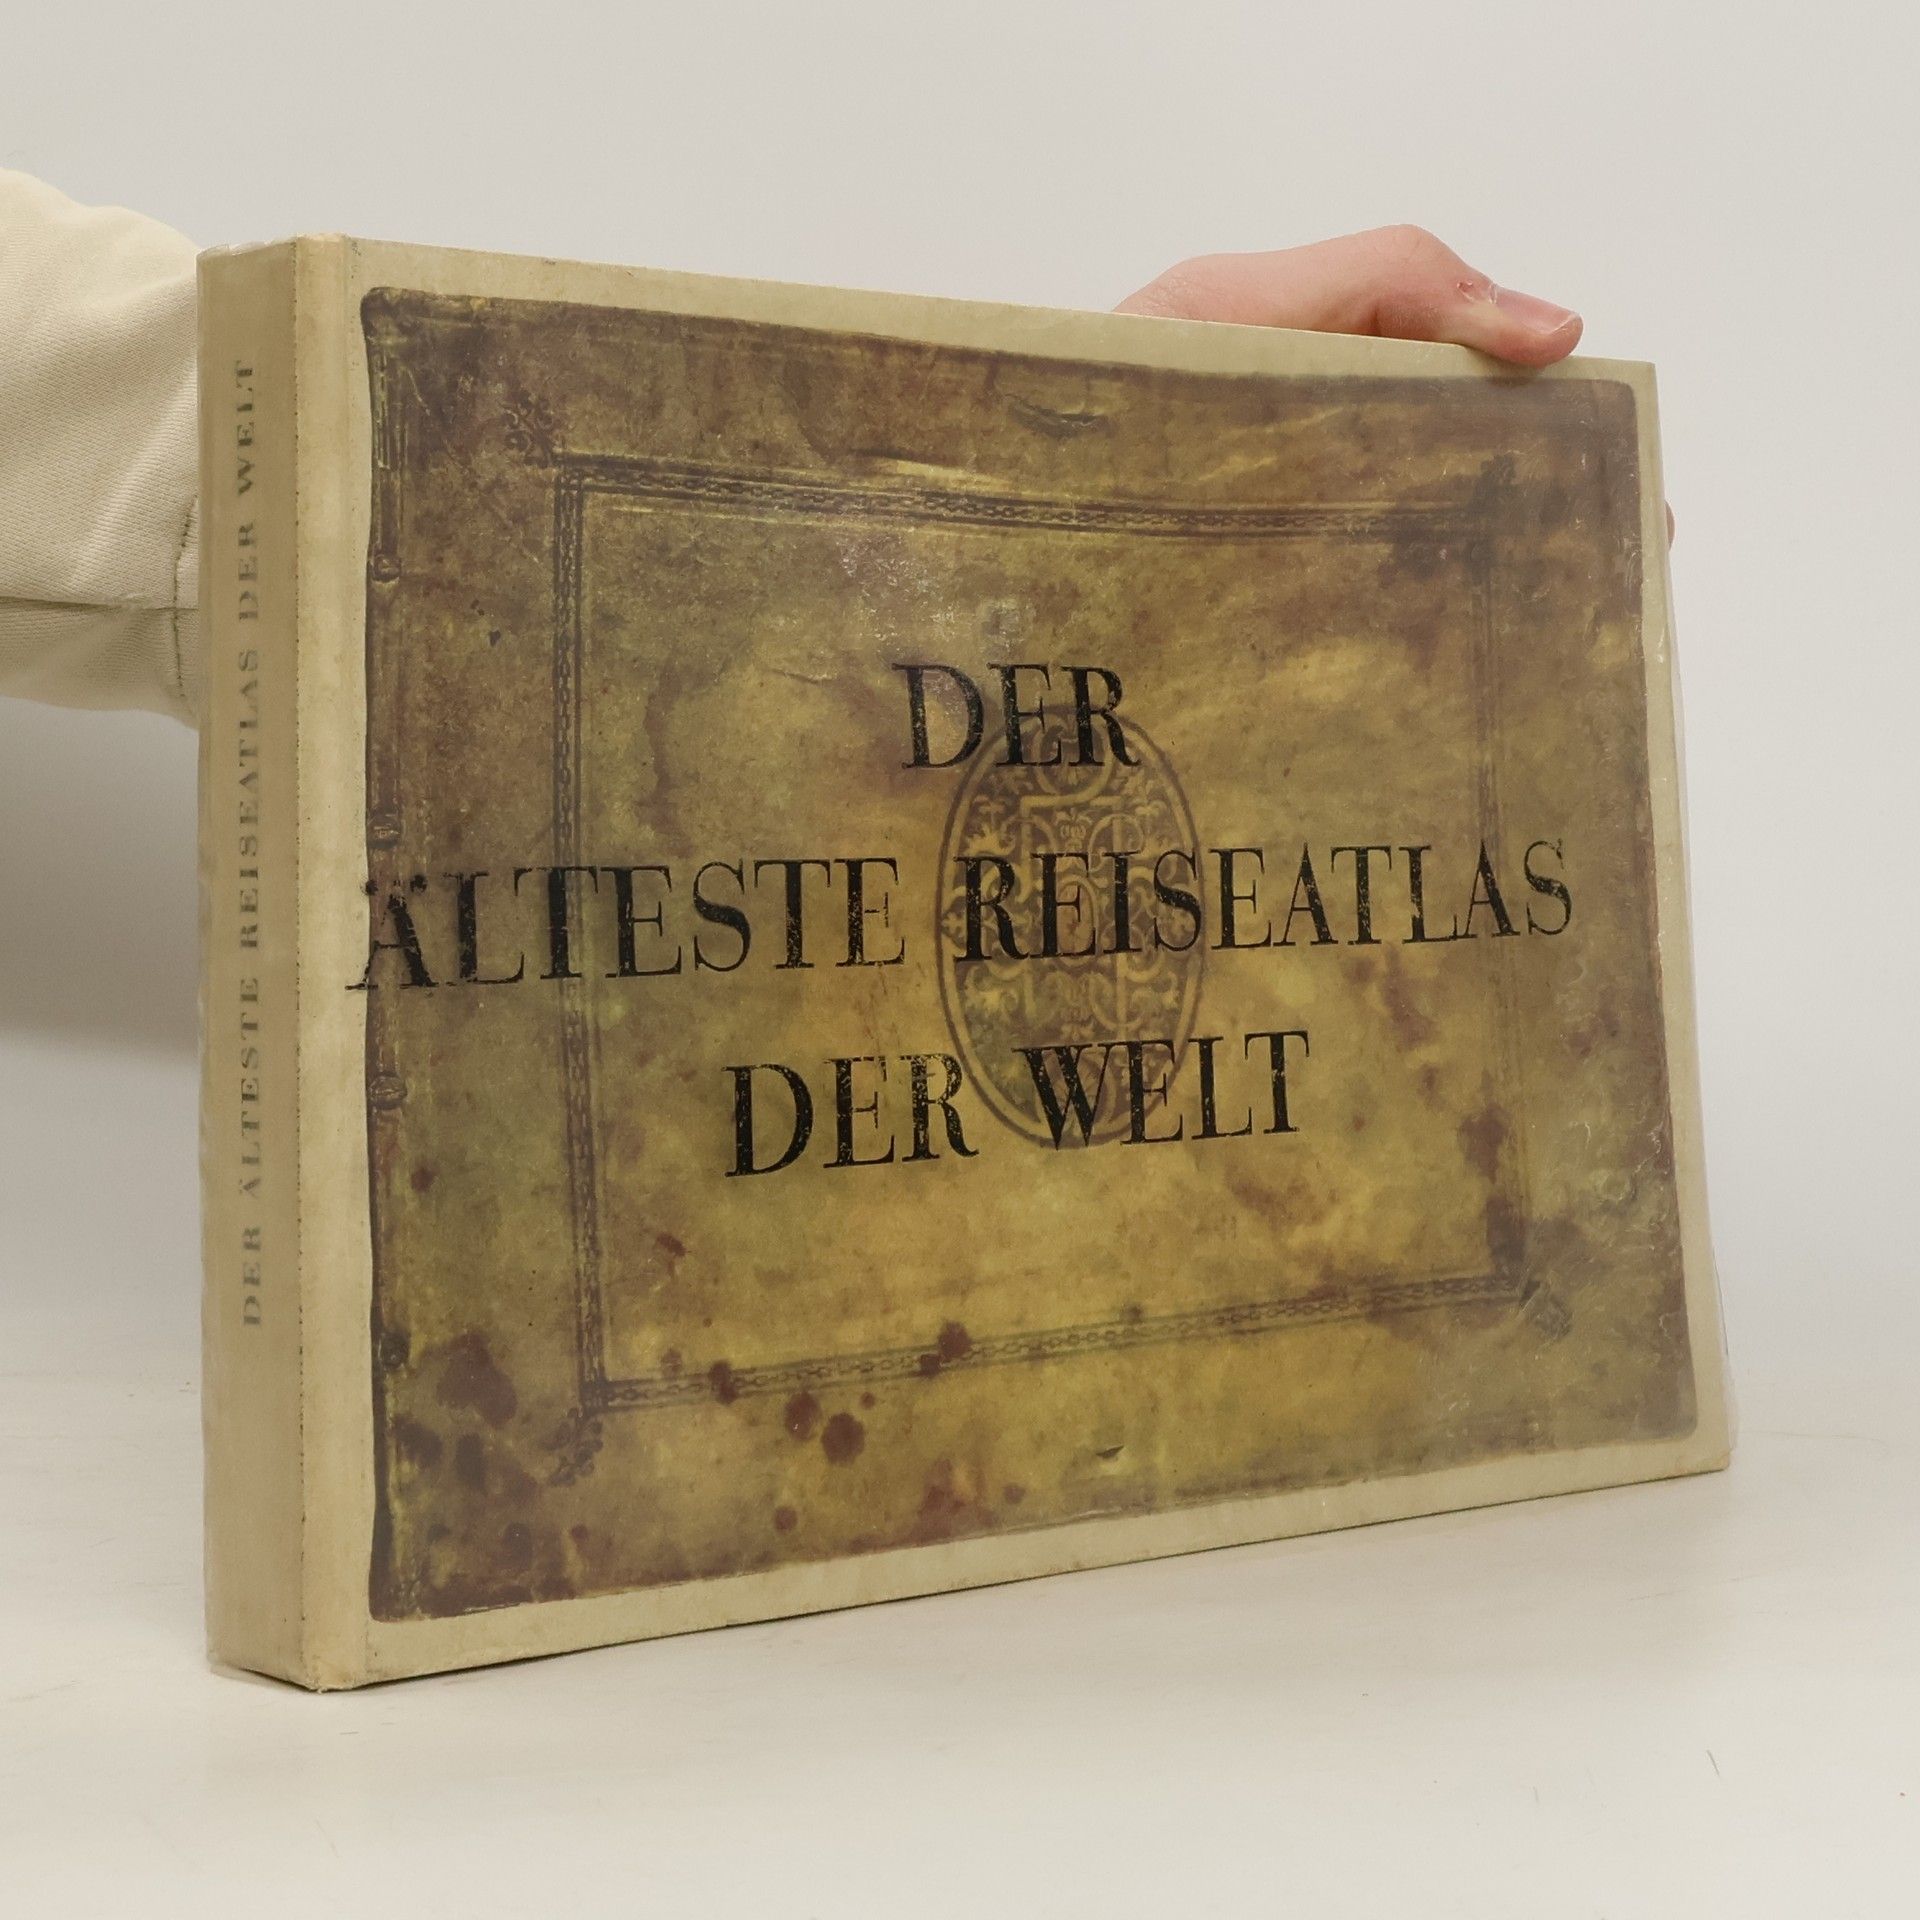 DER ÄLTESTE REISEATLAS DER WELT
DER
ÄLTESTE REISEATLAS
DER WELT